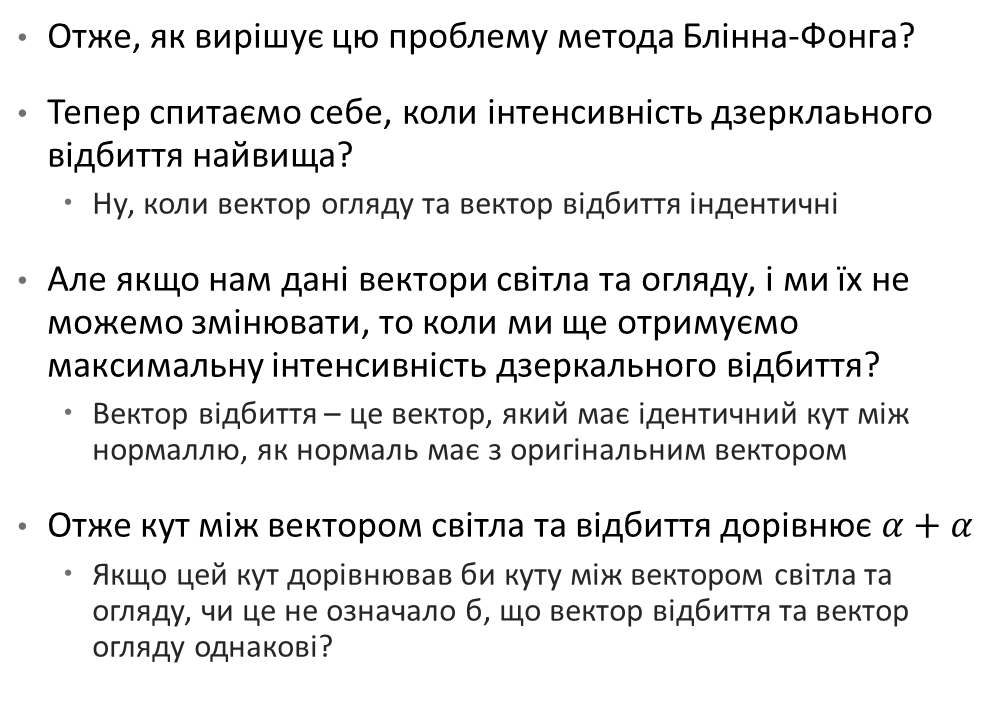 • Отже, як вирішує цю проблему метода Блінна-Фонга?
• Тепер спитаємо себе, коли інтенсивність дзерклаьного
відбиття найвища?
• Ну, коли вектор огляду та вектор відбиття індентичні
• Але якщо нам дані вектори світла та огляду, і ми їх не
можемо змінювати, то коли ми ще отримуємо
максимальну інтенсивність дзеркального відбиття?
• Вектор відбиття – це вектор, який має ідентичний кут між
нормаллю, як нормаль має з оригінальним вектором
• Отже кут між вектором світла та відбиття дорівнює 𝛼 + 𝛼
• Якщо цей кут дорівнював би куту між вектором світла та
огляду, чи це не означало б, що вектор відбиття та вектор
огляду однакові?